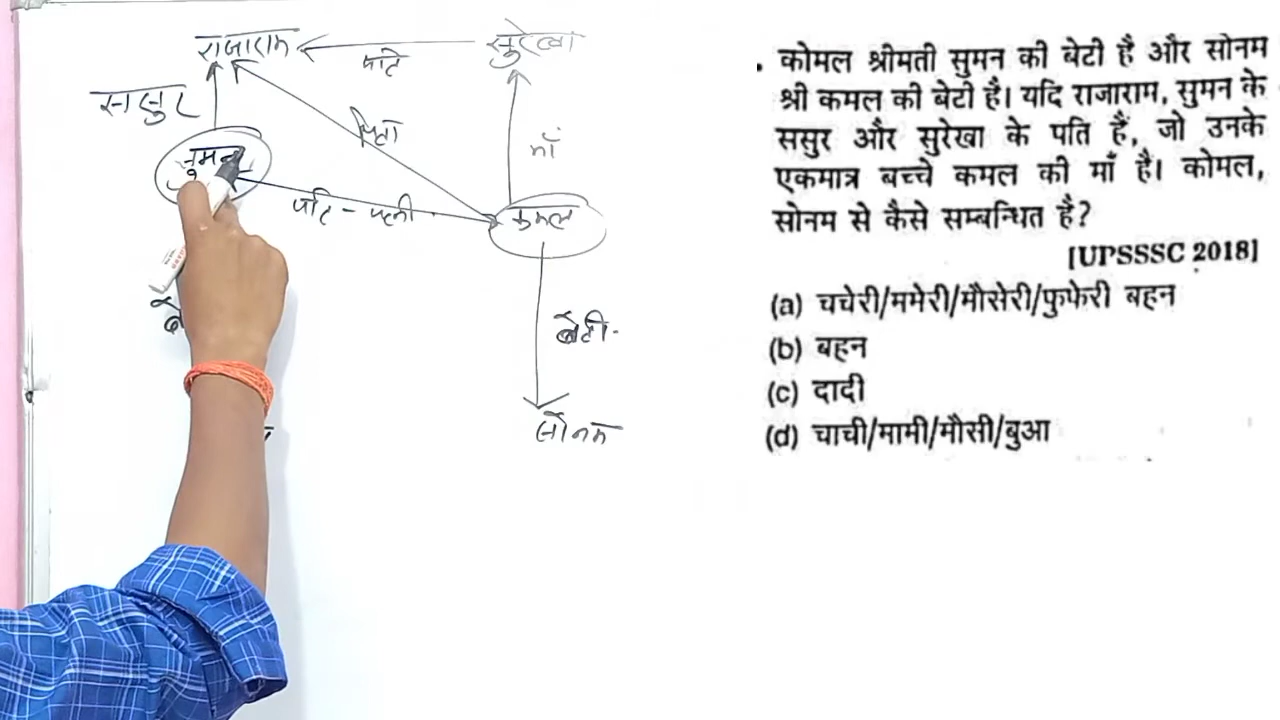 राजाराम
पति
सुरेखा
ससुर
पिता
माँ
सुमन
पति - पत्नी
कमल
बेटी
सोनम
कोमल श्रीमती सुमन की बेटी है और सोनम
श्री कमल की बेटी है। यदि राजाराम, सुमन के
ससुर और सुरेखा के पति हैं, जो उनके
एकमात्र बच्चे कमल की माँ है। कोमल,
सोनम से कैसे सम्बन्धित है?
[UPSSSC 2018]
(a) चचेरी/ममेरी/मौसेरी/फुफेरी बहन
(b) बहन
(c) दादी
(d) चाची/मामी/मौसी/बुआ